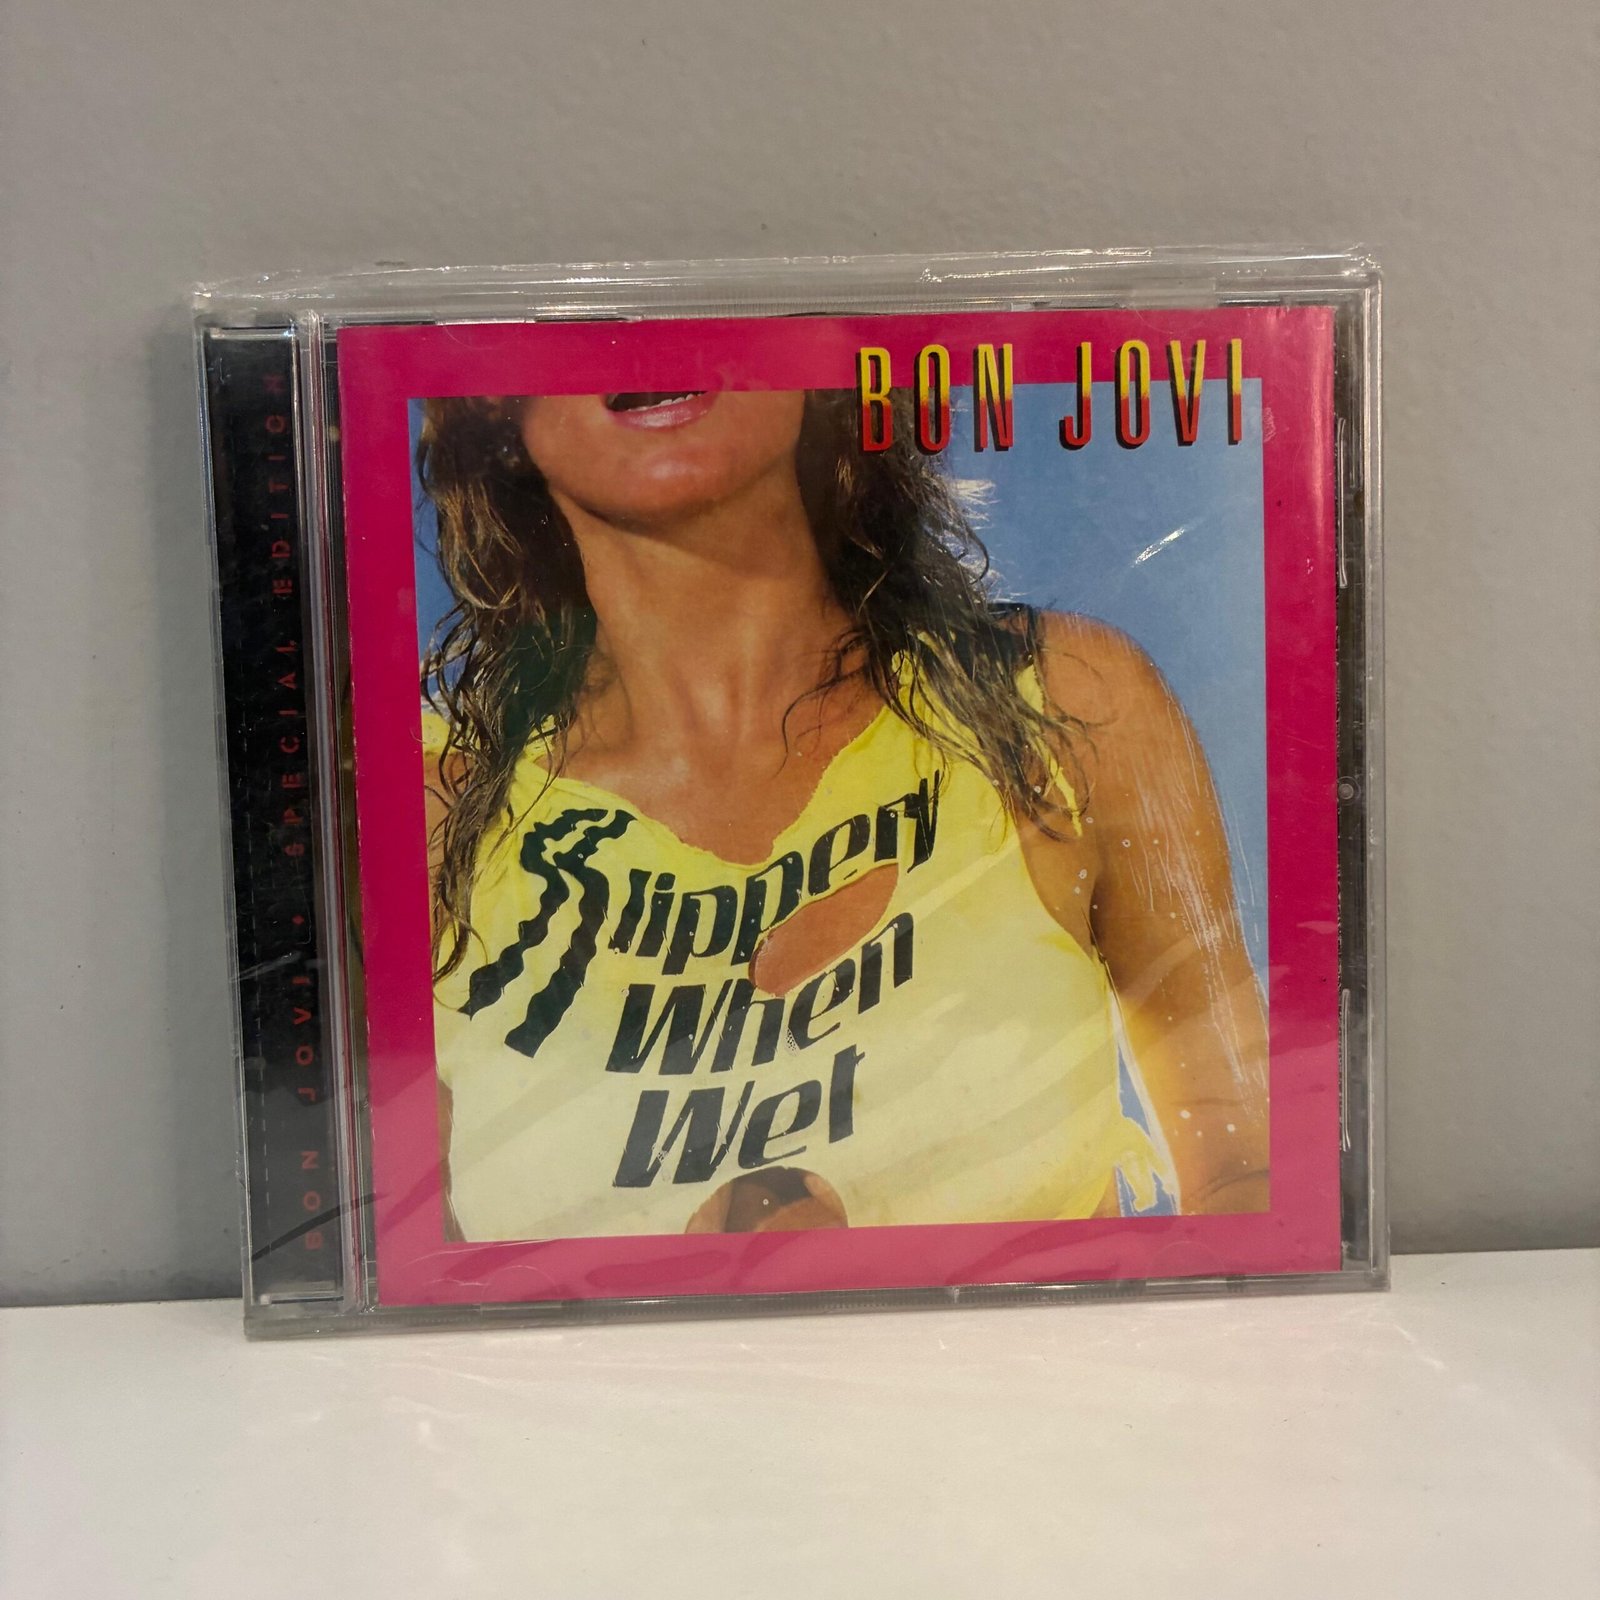 BON JOVI • SPECIAL EDITION
BON JOVI
Slippery
When
Wet